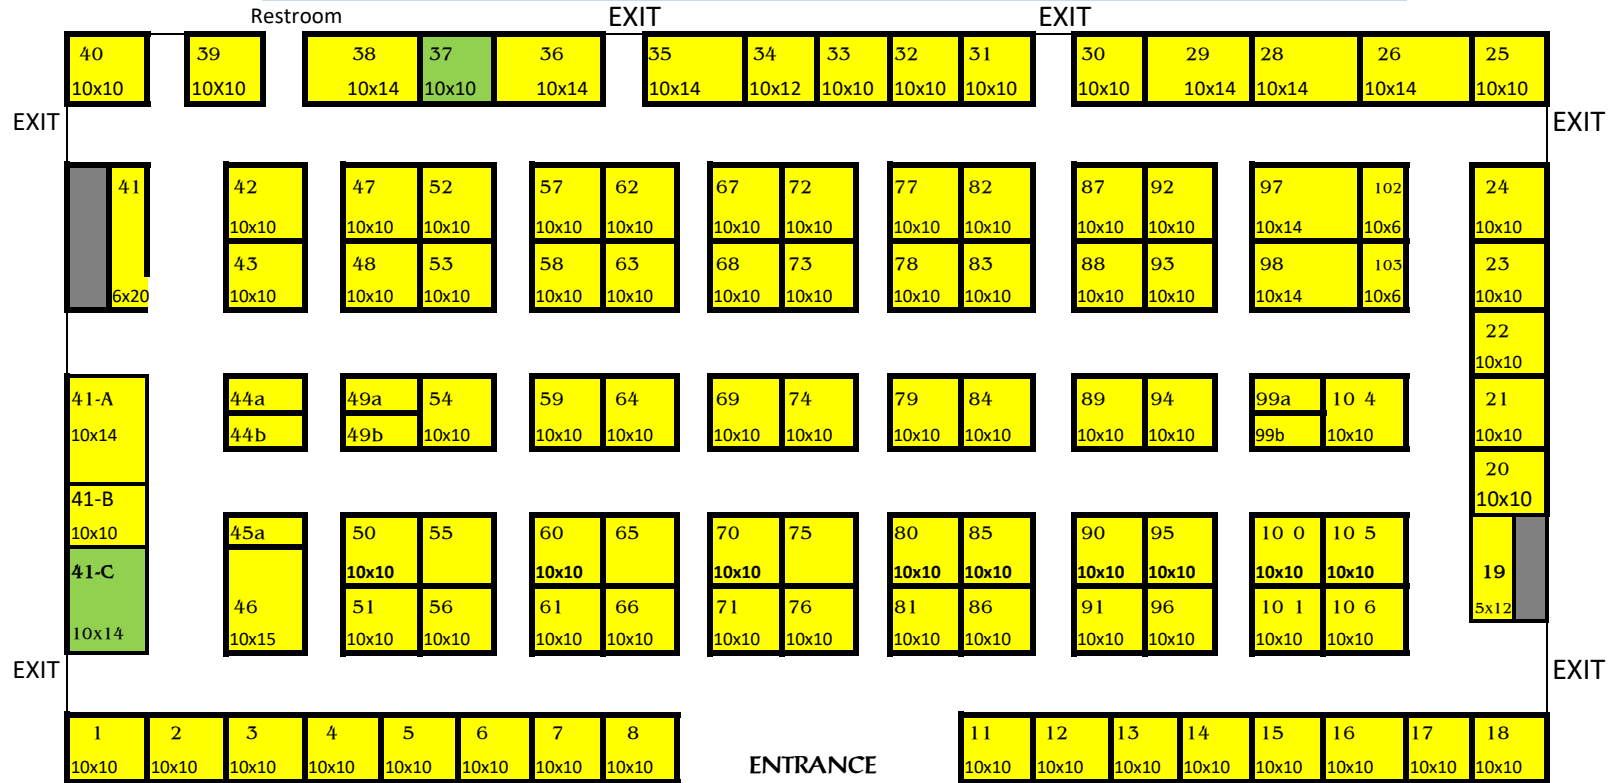 Restroom EXIT EXIT
40 39 38 37 36 35 34 33 32 31 30 29 28 26 25
10x10 10X10 10x14 10x10 10x14 10x14 10x12 10x10 10x10 10x10 10x10 10x14 10x14 10x14 10x10
EXIT EXIT
41 42 47 52 57 62 67 72 77 82 87 92 97 102 24
10x10 10x10 10x10 10x10 10x10 10x10 10x10 10x10 10x10 10x10 10x10 10x14 10x6 10x10
43 48 53 58 63 68 73 78 83 88 93 98 103 23
6x20 10x10 10x10 10x10 10x10 10x10 10x10 10x10 10x10 10x10 10x10 10x10 10x14 10x6 10x10
22
10x10
41-A 44a 49a 54 59 64 69 74 79 84 89 94 99a 10 4 21
10x14 44b 49b 10x10 10x10 10x10 10x10 10x10 10x10 10x10 10x10 10x10 99b 10x10 10x10
20
41-B 10x10
10x10 45a 50 55 60 65 70 75 80 85 90 95 10 0 10 5
41-C 10x10 10x10 10x10 10x10 10x10 10x10 10x10 10x10 10x10 19
46 51 56 61 66 71 76 81 86 91 96 10 1 10 6 5x12
10x14 10x15 10x10 10x10 10x10 10x10 10x10 10x10 10x10 10x10 10x10 10x10 10x10 10x10
EXIT EXIT
1 2 3 4 5 6 7 8 11 12 13 14 15 16 17 18
10x10 10x10 10x10 10x10 10x10 10x10 10x10 10x10 ENTRANCE 10x10 10x10 10x10 10x10 10x10 10x10 10x10 10x10